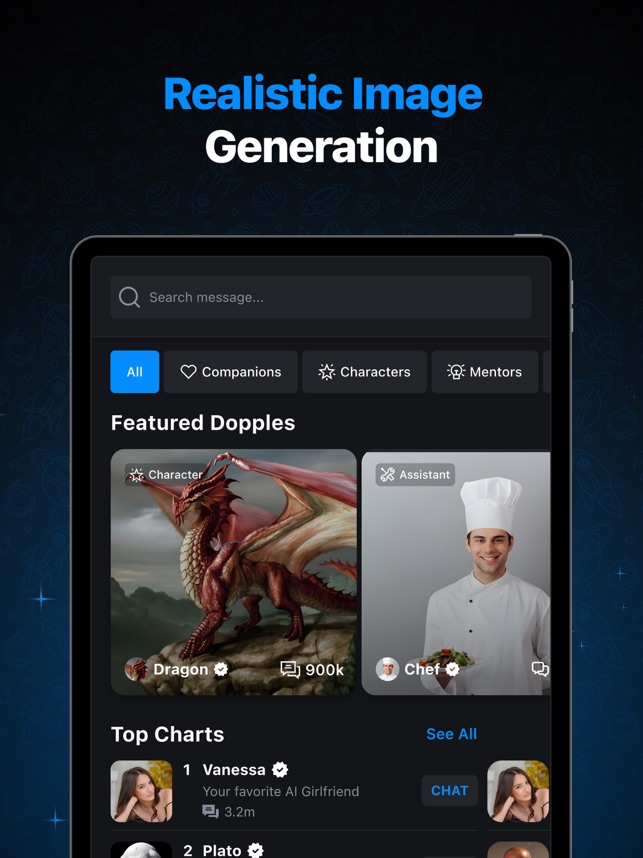 Realistic Image
Generation
Search message...
All
Companions
Characters
Mentors
Featured Dopples
Character
Assistant
Dragon
900k
Chef
Top Charts
See All
1 Vanessa
Your favorite AI Girlfriend
3.2m
CHAT
2 Plato